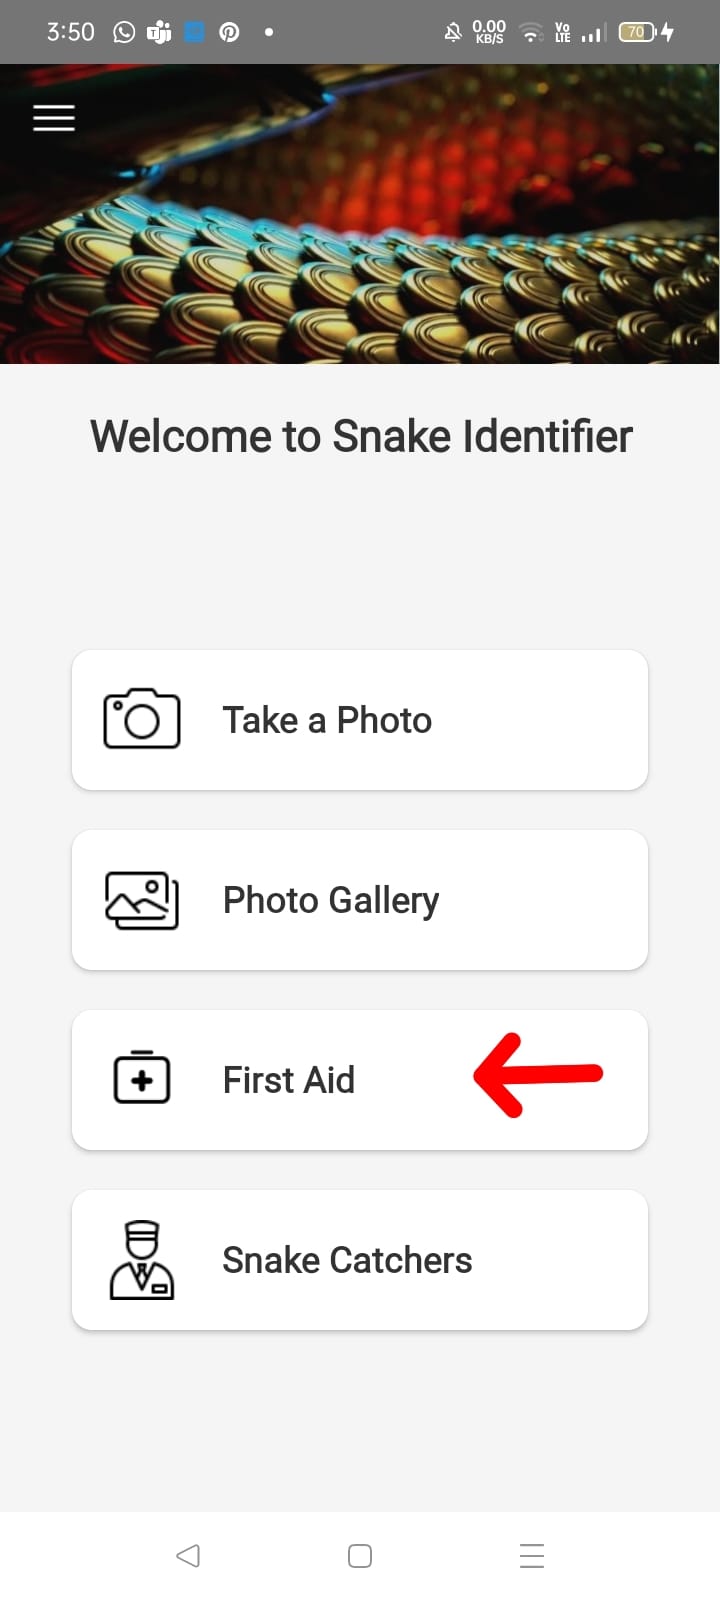 3:50
0.00
KB/S
Vo
LTE
70
Welcome to Snake Identifier
Take a Photo
Photo Gallery
First Aid
Snake Catchers